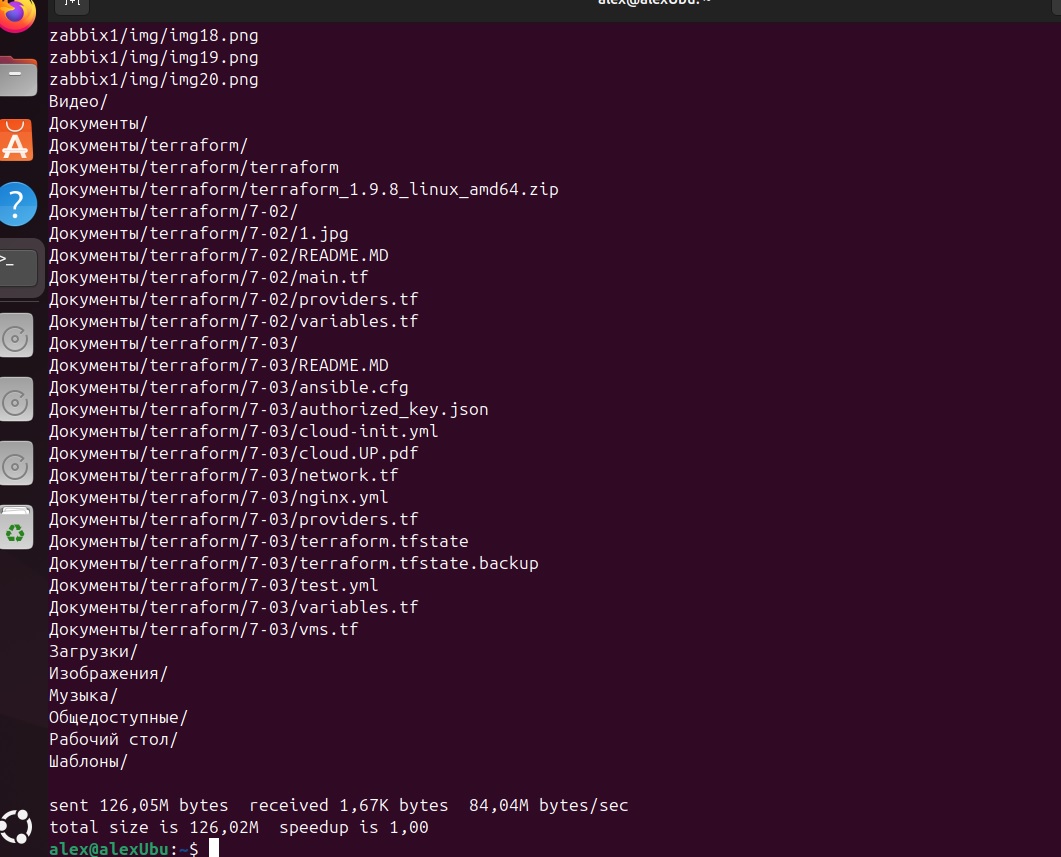 alex@alexUbu: ~
zabbix1/img/img18.png
zabbix1/img/img19.png
zabbix1/img/img20.png
Видео/
Документы/
Документы/terraform/
Документы/terraform/terraform
Документы/terraform/terraform_1.9.8_linux_amd64.zip
Документы/terraform/7-02/
Документы/terraform/7-02/1.jpg
Документы/terraform/7-02/README.MD
Документы/terraform/7-02/main.tf
Документы/terraform/7-02/providers.tf
Документы/terraform/7-02/variables.tf
Документы/terraform/7-03/
Документы/terraform/7-03/README.MD
Документы/terraform/7-03/ansible.cfg
Документы/terraform/7-03/authorized_key.json
Документы/terraform/7-03/cloud-init.yml
Документы/terraform/7-03/cloud.UP.pdf
Документы/terraform/7-03/network.tf
Документы/terraform/7-03/nginx.yml
Документы/terraform/7-03/providers.tf
Документы/terraform/7-03/terraform.tfstate
Документы/terraform/7-03/terraform.tfstate.backup
Документы/terraform/7-03/test.yml
Документы/terraform/7-03/variables.tf
Документы/terraform/7-03/vms.tf
Загрузки/
Изображения/
Музыка/
Общедоступные/
Рабочий стол/
Шаблоны/
sent 126,05M bytes  received 1,67K bytes  84,04M bytes/sec
total size is 126,02M  speedup is 1,00
alex@alexUbu:~$